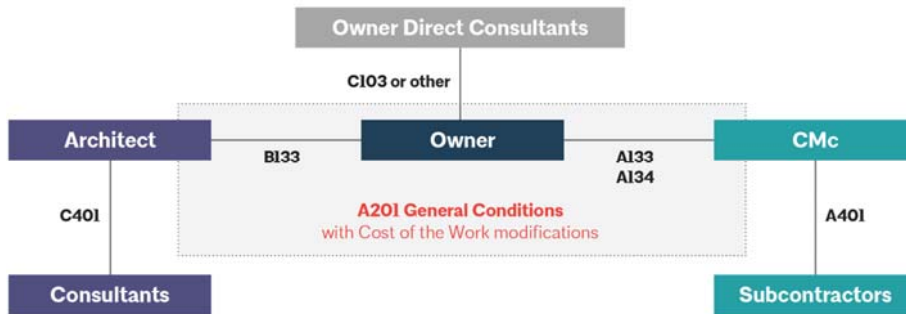 Owner Direct Consultants
C103 or other
Architect
Owner
CMc
B133
A133
A134
C401
A201 General Conditions
with Cost of the Work modifications
A401
Consultants
Subcontractors